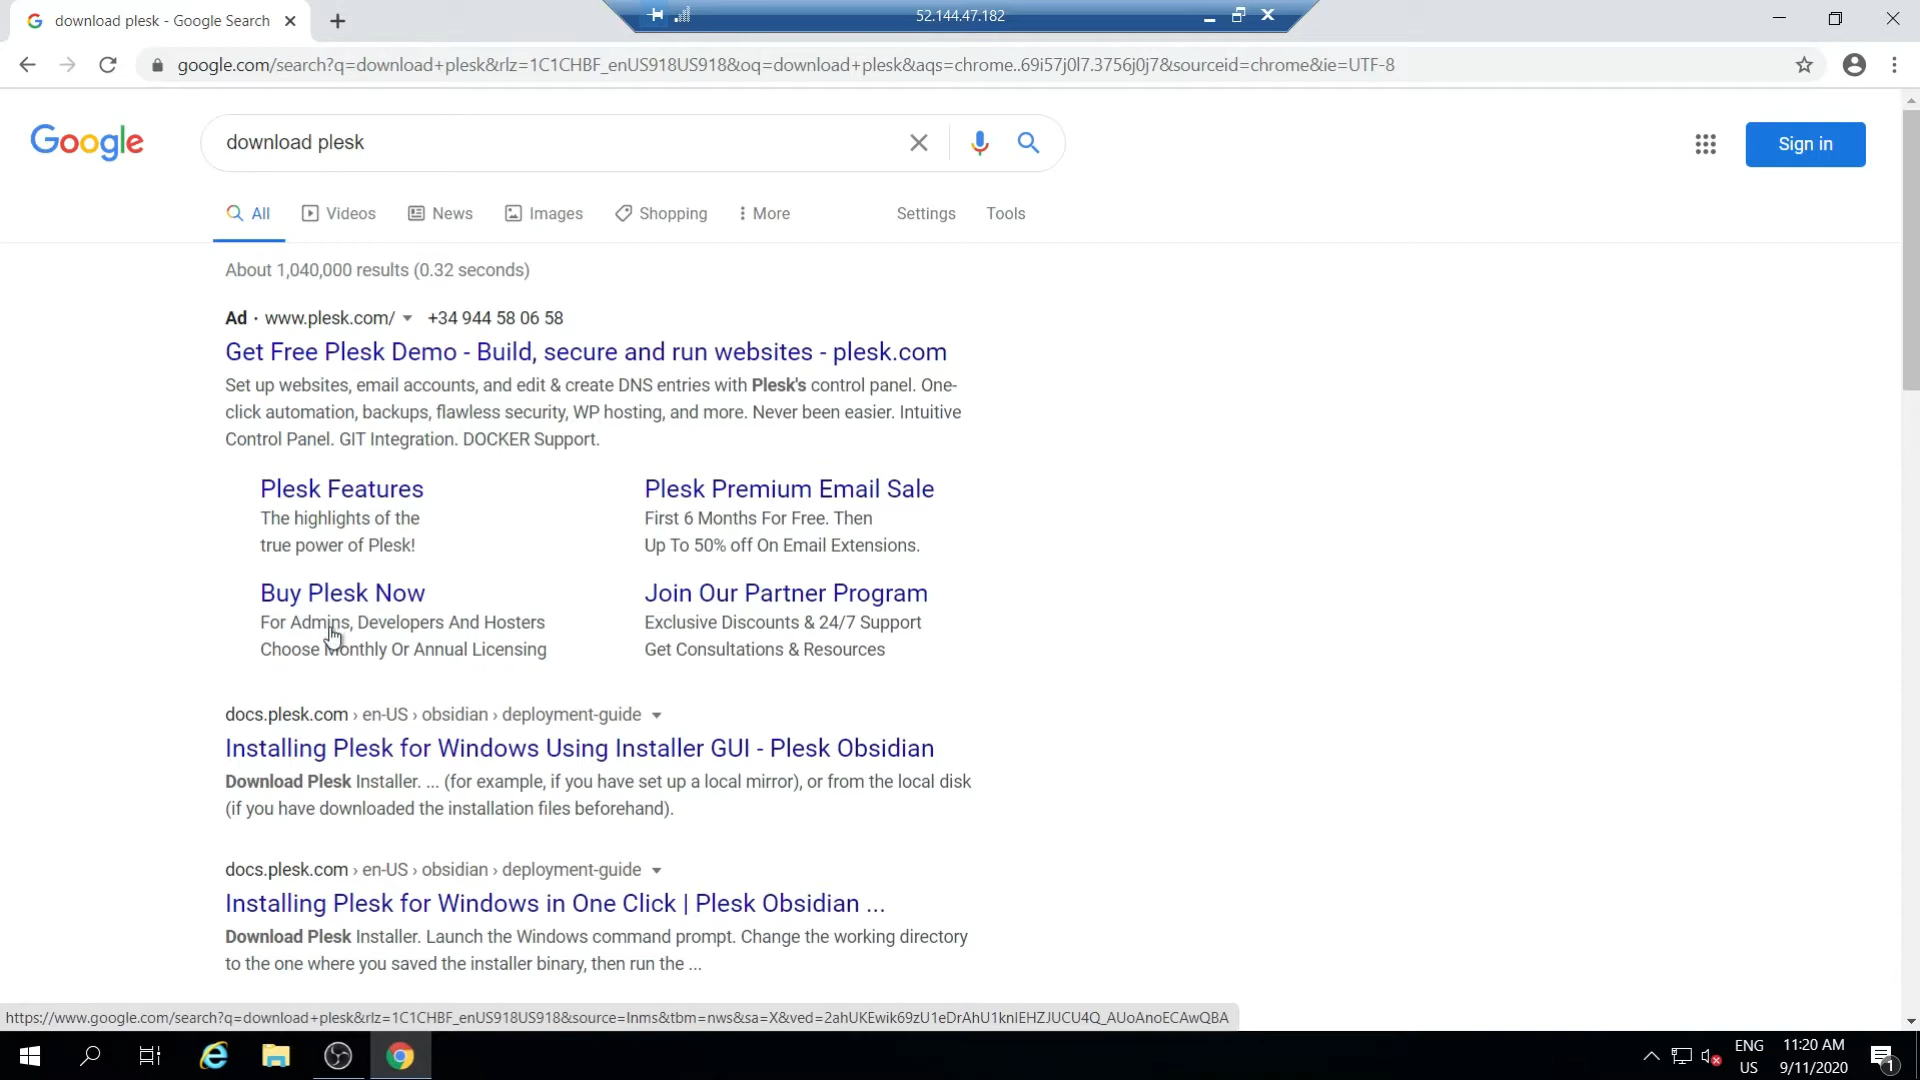 download plesk - Google Search
52.144.47.182
google.com/search?q=download+plesk&rlz=1C1CHBF_enUS918US918&oq=download+plesk&aqs=chrome..69i57j0l7.3756j0j7&sourceid=chrome&ie=UTF-8
Google
download plesk
Sign in
All
Videos
News
Images
Shopping
More
Settings
Tools
About 1,040,000 results (0.32 seconds)
Ad · www.plesk.com/ +34 944 58 06 58
Get Free Plesk Demo - Build, secure and run websites - plesk.com
Set up websites, email accounts, and edit & create DNS entries with Plesk's control panel. One-
click automation, backups, flawless security, WP hosting, and more. Never been easier. Intuitive
Control Panel. GIT Integration. DOCKER Support.
Plesk Features
The highlights of the
true power of Plesk!
Plesk Premium Email Sale
First 6 Months For Free. Then
Up To 50% off On Email Extensions.
Buy Plesk Now
For Admins, Developers And Hosters
Choose Monthly Or Annual Licensing
Join Our Partner Program
Exclusive Discounts & 24/7 Support
Get Consultations & Resources
docs.plesk.com › en-US › obsidian › deployment-guide
Installing Plesk for Windows Using Installer GUI - Plesk Obsidian
Download Plesk Installer. ... (for example, if you have set up a local mirror), or from the local disk
(if you have downloaded the installation files beforehand).
docs.plesk.com › en-US › obsidian › deployment-guide
Installing Plesk for Windows in One Click | Plesk Obsidian ...
Download Plesk Installer. Launch the Windows command prompt. Change the working directory
to the one where you saved the installer binary, then run the ...
https://www.google.com/search?q=download+plesk&rlz=1C1CHBF_enUS918US918&source=lnms&tbm=nws&sa=X&ved=2ahUKEwik69zU1eDrAhU1knIEHZJUCU4Q_AUoAnoECAwQBA
ENG
US
11:20 AM
9/11/2020
1